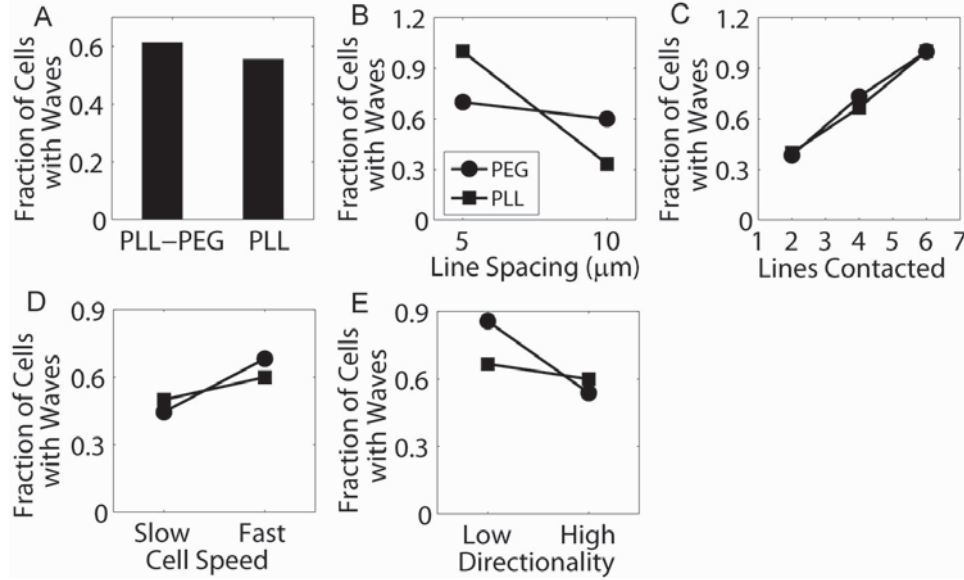 A
Fraction of Cells
with Waves
0.6
0.4
0.2
0
PLL−PEG
PLL
B
Fraction of Cells
with Waves
1.2
0.9
0.6
0.3
0
PEG
PLL
5
10
Line Spacing (μm)
C
Fraction of Cells
with Waves
1.2
0.9
0.6
0.3
0
1 2 3 4 5 6 7
Lines Contacted
D
Fraction of Cells
with Waves
0.9
0.6
0.3
0
Slow
Fast
Cell Speed
E
Fraction of Cells
with Waves
0.9
0.6
0.3
0
Low
High
Directionality